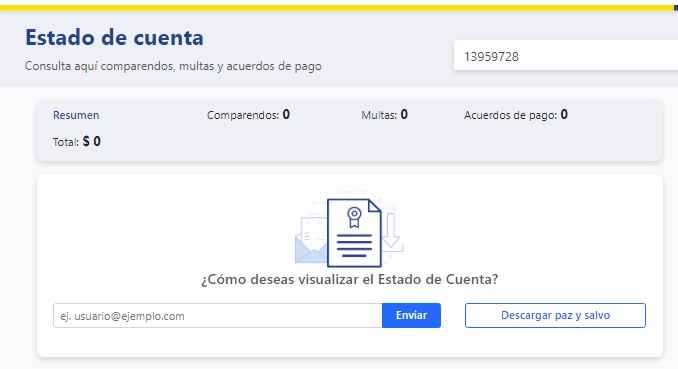 Estado de cuenta
Consulta aquí comparendos, multas y acuerdos de pago
13959728
Resumen Comparendos: 0 Multas: 0 Acuerdos de pago: 0
Total: $ 0
¿Cómo deseas visualizar el Estado de Cuenta?
ej. usuario@ejemplo.com Enviar Descargar paz y salvo